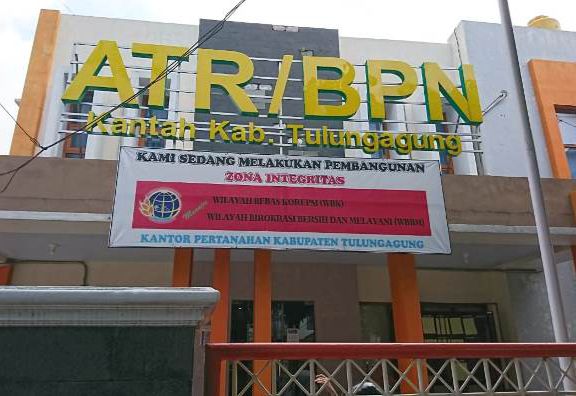 ATR/BPN
Kantah Kab. Tulungagung
KAMI SEDANG MELAKUKAN PEMBANGUNAN
ZONA INTEGRITAS
Menuju
WILAYAH BEBAS KORUPSI (WBK)
WILAYAH BIROKRASI BERSIH DAN MELAYANI (WBBM)
KANTOR PERTANAHAN KABUPATEN TULUNGAGUNG